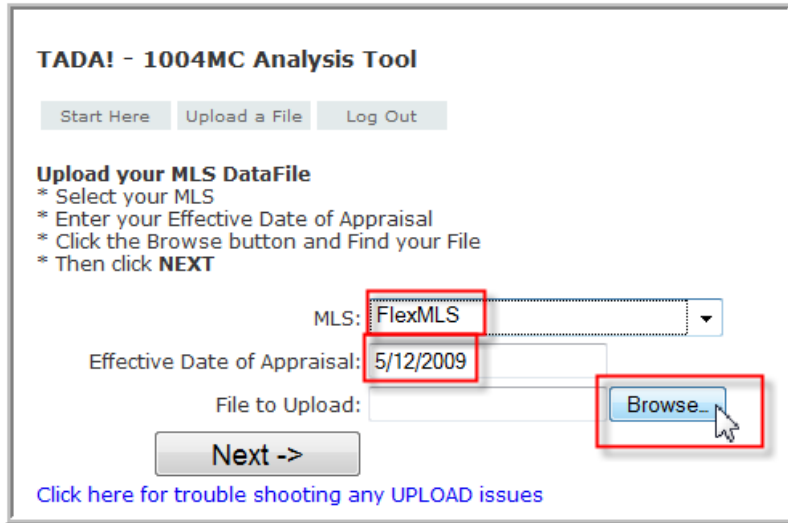 TADA! - 1004MC Analysis Tool
Start Here Upload a File Log Out
Upload your MLS DataFile
* Select your MLS
* Enter your Effective Date of Appraisal
* Click the Browse button and Find your File
* Then click NEXT
MLS: FlexMLS
Effective Date of Appraisal: 5/12/2009
File to Upload: Browse...
Next ->
Click here for trouble shooting any UPLOAD issues